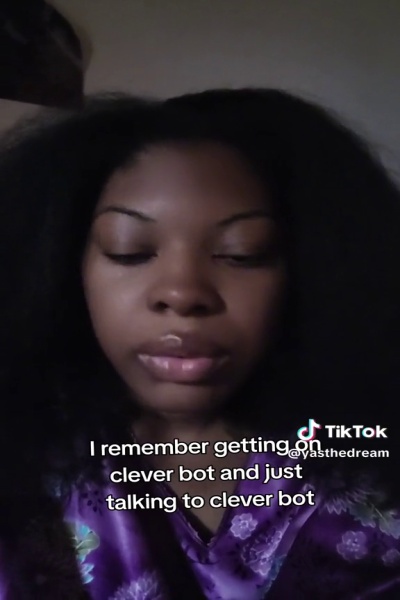 I remember getting on
TikTok
@yasthedream
clever bot and just
talking to clever bot